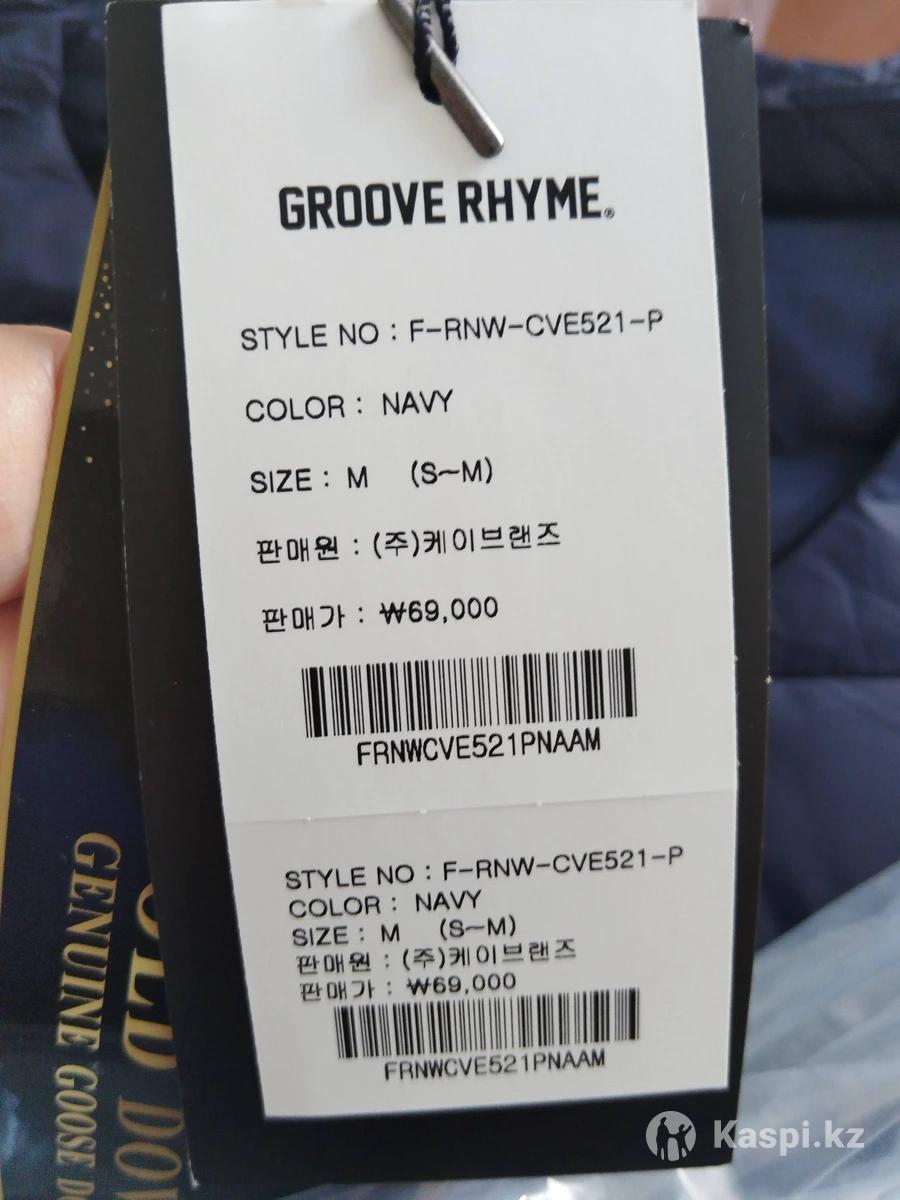 GROOVE RHYME®
STYLE NO : F-RNW-CVE521-P
COLOR : NAVY
SIZE : M (S~M)
판매원 : (주)케이브랜즈
판매가 : ₩69,000
FRNWCVE521PNAAM
STYLE NO : F-RNW-CVE521-P
COLOR : NAVY
SIZE : M (S~M)
판매원 : (주)케이브랜즈
판매가 : ₩69,000
FRNWCVE521PNAAM
GENUINE GOOSE
Kaspi.kz